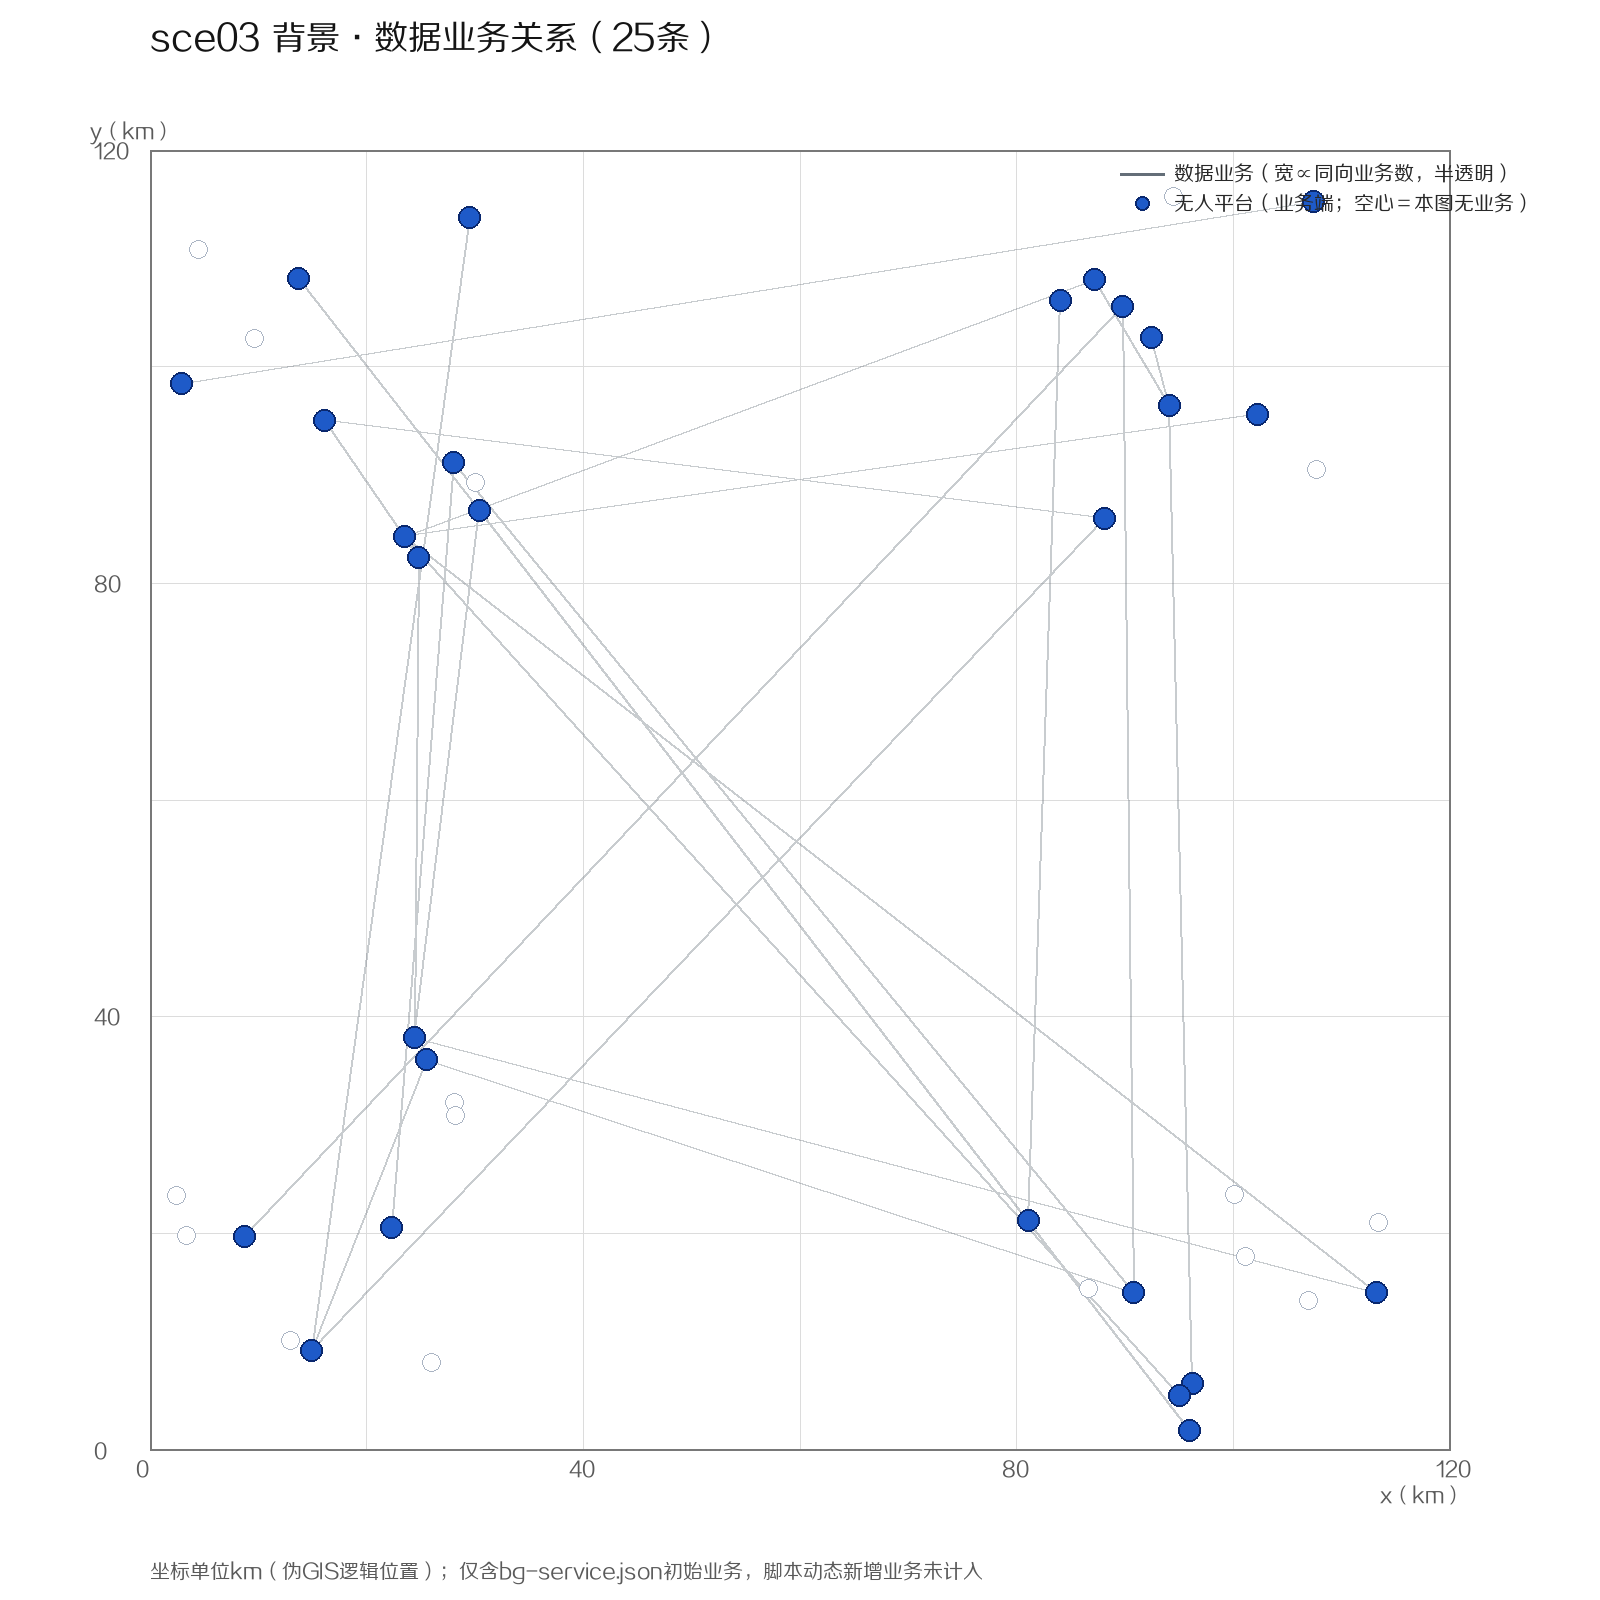 sce03 背景・数据业务关系（25条）
y（km）
120
数据业务（宽∝同向业务数，半透明）
无人平台（业务端；空心＝本图无业务）
80
40
0
0 40 80 120
x（km）
坐标单位km（伪GIS逻辑位置）；仅含bg-service.json初始业务，脚本动态新增业务未计入